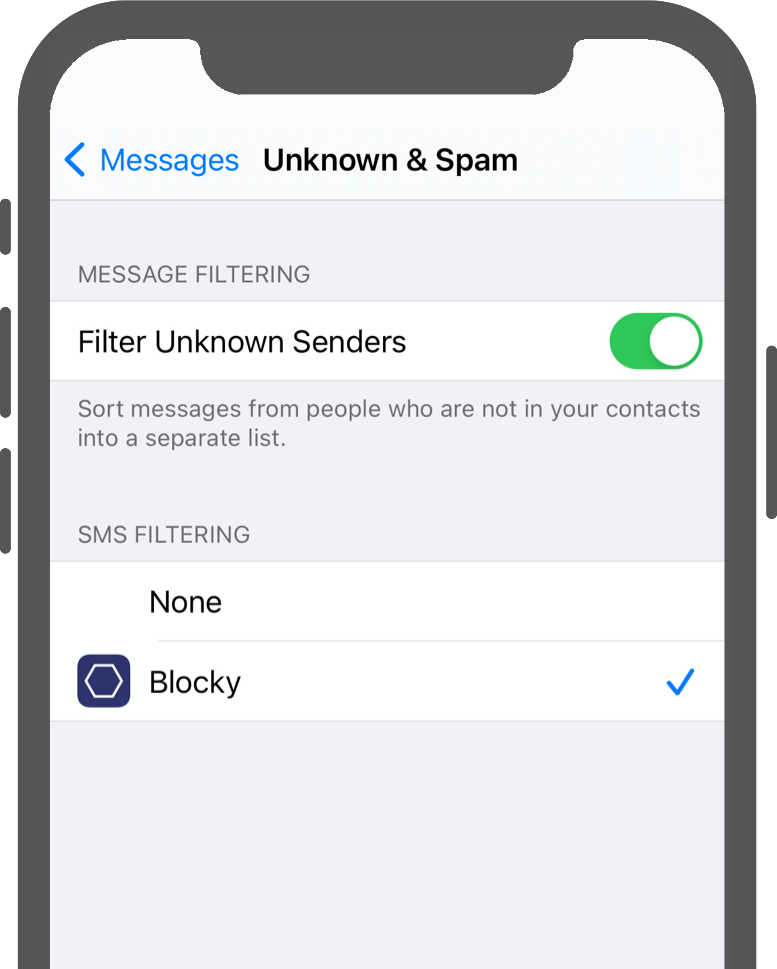 Messages Unknown & Spam
MESSAGE FILTERING
Filter Unknown Senders
Sort messages from people who are not in your contacts
into a separate list.
SMS FILTERING
None
Blocky